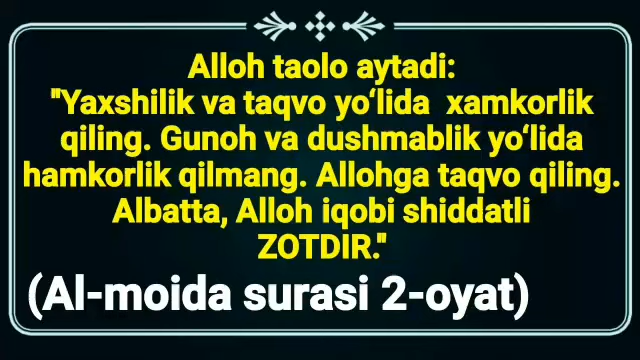 Alloh taolo aytadi:
"Yaxshilik va taqvo yo‘lida xamkorlik
qiling. Gunoh va dushmablik yo‘lida
hamkorlik qilmang. Allohga taqvo qiling.
Albatta, Alloh iqobi shiddatli
ZOTDIR."
(Al-moida surasi 2-oyat)